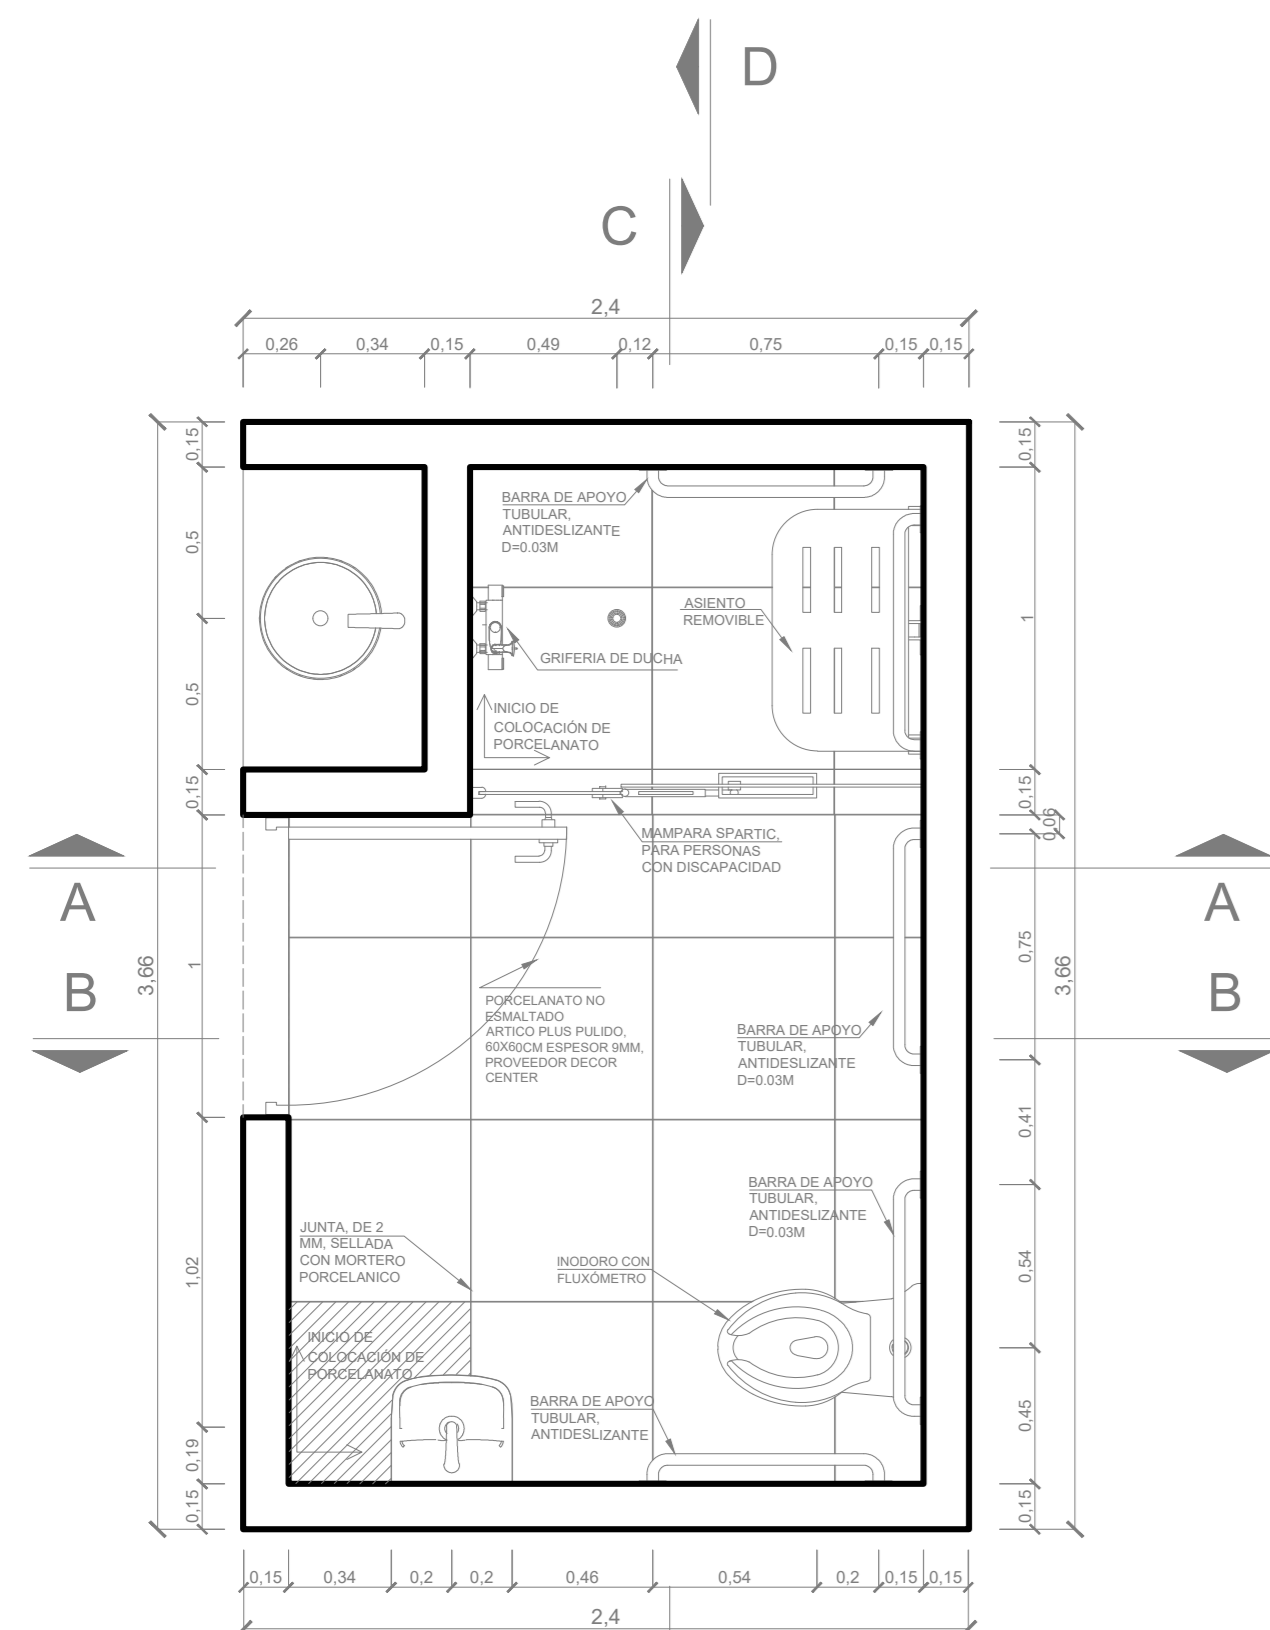 D
C
2,4
0,26
0,34
0,15
0,49
0,12
0,75
0,15
0,15
0,15
0,5
0,5
0,15
1
3,66
1,02
0,19
0,15
0,15
1
0,15
0,06
0,75
3,66
0,41
0,54
0,45
0,15
BARRA DE APOYO
TUBULAR,
ANTIDESLIZANTE
D=0.03M
ASIENTO
REMOVIBLE
GRIFERIA DE DUCHA
INICIO DE
COLOCACIÓN DE
PORCELANATO
MAMPARA SPARTIC,
PARA PERSONAS
CON DISCAPACIDAD
A
B
A
B
PORCELANATO NO
ESMALTADO
ARTICO PLUS PULIDO,
60X60CM ESPESOR 9MM,
PROVEEDOR DECOR
CENTER
BARRA DE APOYO
TUBULAR,
ANTIDESLIZANTE
D=0.03M
BARRA DE APOYO
TUBULAR,
ANTIDESLIZANTE
D=0.03M
JUNTA, DE 2
MM, SELLADA
CON MORTERO
PORCELANICO
INODORO CON
FLUXÓMETRO
INICIO DE
COLOCACIÓN DE
PORCELANATO
BARRA DE APOYO
TUBULAR,
ANTIDESLIZANTE
0,15
0,34
0,2
0,2
0,46
0,54
0,2
0,15
0,15
2,4